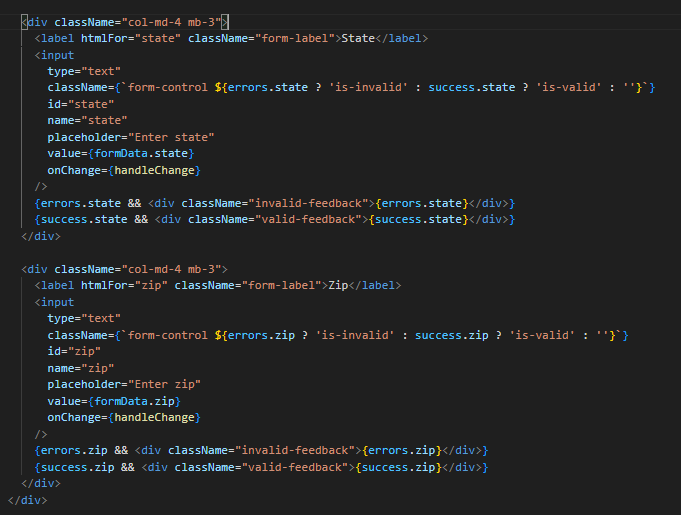 <div className="col-md-4 mb-3">
<label htmlFor="state" className="form-label">State</label>
<input
type="text"
className={`form-control ${errors.state ? 'is-invalid' : success.state ? 'is-valid' : ''}`}
id="state"
name="state"
placeholder="Enter state"
value={formData.state}
onChange={handleChange}
/>
{errors.state && <div className="invalid-feedback">{errors.state}</div>}
{success.state && <div className="valid-feedback">{success.state}</div>}
</div>
<div className="col-md-4 mb-3">
<label htmlFor="zip" className="form-label">Zip</label>
<input
type="text"
className={`form-control ${errors.zip ? 'is-invalid' : success.zip ? 'is-valid' : ''}`}
id="zip"
name="zip"
placeholder="Enter zip"
value={formData.zip}
onChange={handleChange}
/>
{errors.zip && <div className="invalid-feedback">{errors.zip}</div>}
{success.zip && <div className="valid-feedback">{success.zip}</div>}
</div>
</div>